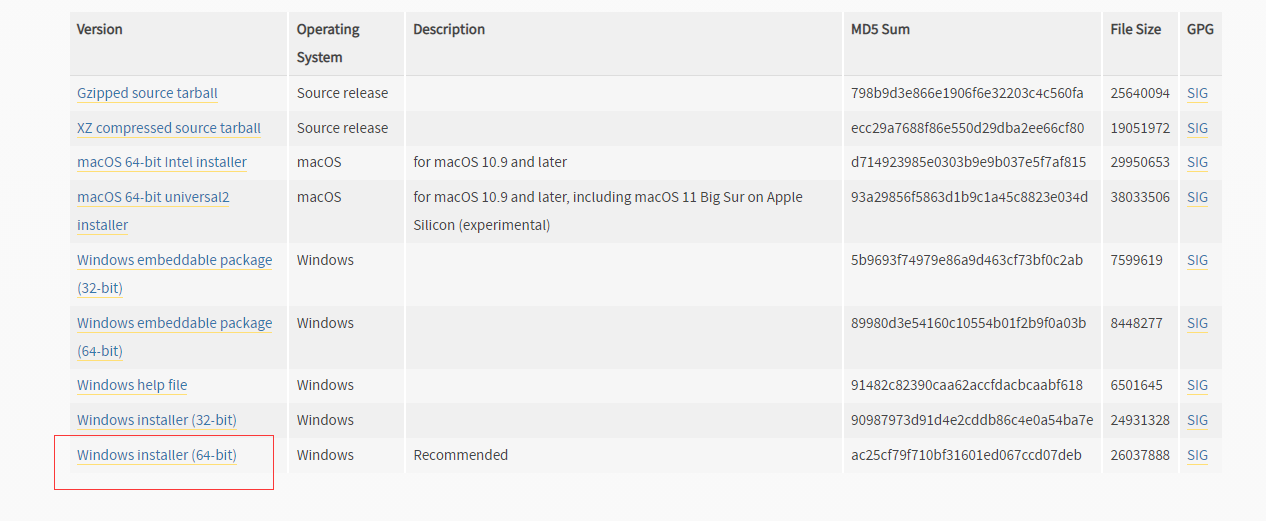 Version Operating Description MD5 Sum File Size GPG
System
Gzipped source tarball Source release 798b9d3e866e1906f6e32203c4c560fa 25640094 SIG
XZ compressed source tarball Source release ecc29a7688f86e550d29dba2ee66cf80 19051972 SIG
macOS 64-bit Intel installer macOS for macOS 10.9 and later d714923985e0303b9e9b037e5f7af815 29950653 SIG
macOS 64-bit universal2 macOS for macOS 10.9 and later, including macOS 11 Big Sur on Apple 93a29856f5863d1b9c1a45c8823e034d 38033506 SIG
installer Silicon (experimental)
Windows embeddable package Windows 5b9693f74979e86a9d463cf73bf0c2ab 7599619 SIG
(32-bit)
Windows embeddable package Windows 89980d3e54160c10554b01f2b9f0a03b 8448277 SIG
(64-bit)
Windows help file Windows 91482c82390caa62accfdacbcaabf618 6501645 SIG
Windows installer (32-bit) Windows 90987973d91d4e2cddb86c4e0a54ba7e 24931328 SIG
Windows installer (64-bit) Windows Recommended ac25cf79f710bf31601ed067ccd07deb 26037888 SIG